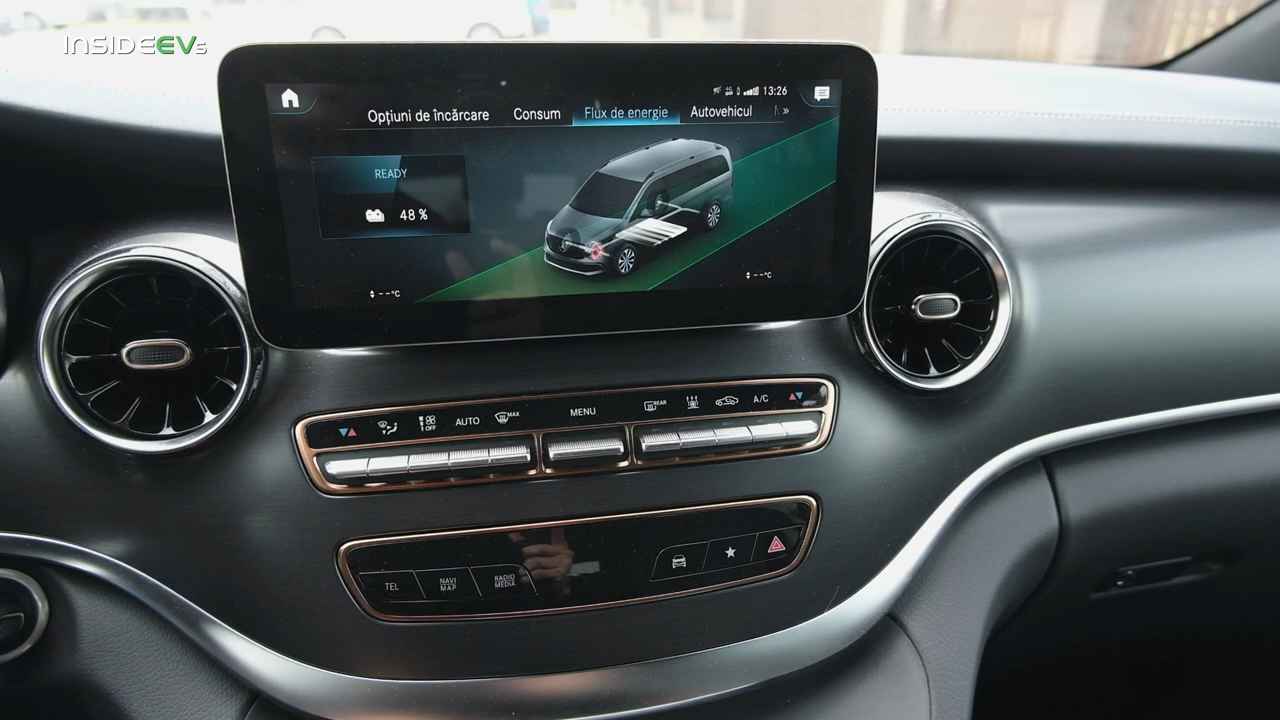 INSIDEEVs
13:26
Opțiuni de încărcare Consum Flux de energie Autovehicul
READY
48 %
--°C
--°C
OFF AUTO MAX MENU REAR A/C
TEL NAVI MAP RADIO MEDIA